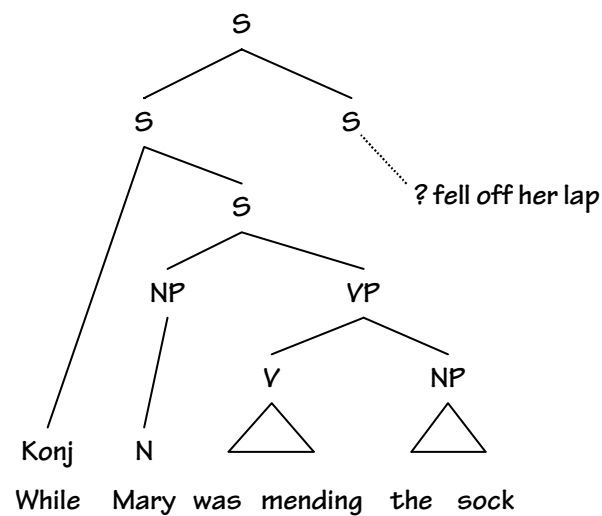 S
S S
? fell off her lap
S
NP VP
V NP
Konj N
While Mary was mending the sock